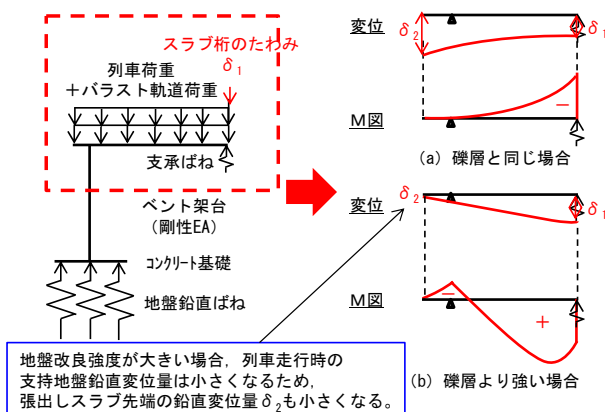 スラブ桁のたわみ
δ1
列車荷重
＋バラスト軌道荷重
支承ばね
ベント架台
(剛性EA)
コンクリート基礎
地盤鉛直ばね
地盤改良強度が大きい場合，列車走行時の
支持地盤鉛直変位量は小さくなるため，
張出しスラブ先端の鉛直変位量δ2も小さくなる。
変位
δ2
δ1
M図
－
(a) 礫層と同じ場合
変位
δ2
δ1
M図
－
＋
(b) 礫層より強い場合